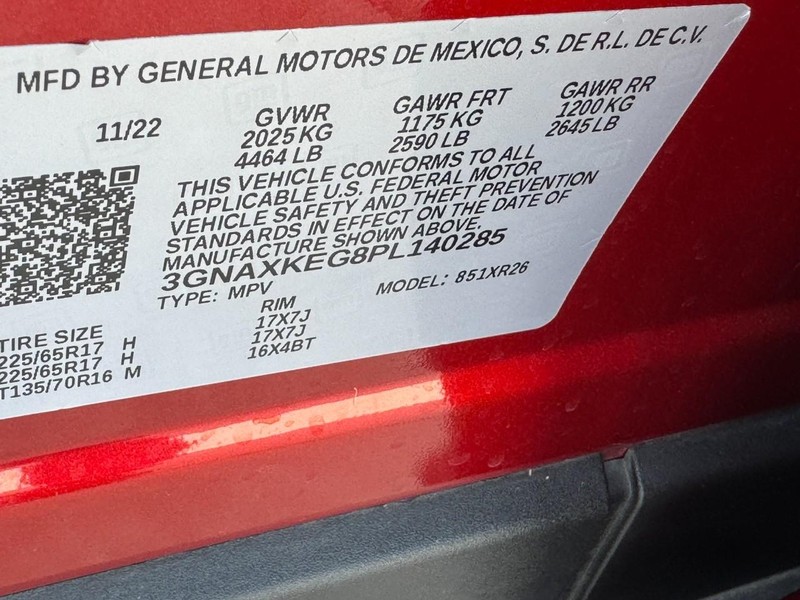 MFD BY GENERAL MOTORS DE MEXICO, S. DE R.L. DE C.V.
11/22
GVWR
2025 KG
4464 LB
GAWR FRT
1175 KG
2590 LB
GAWR RR
1200 KG
2645 LB
THIS VEHICLE CONFORMS TO ALL
APPLICABLE U.S. FEDERAL MOTOR
VEHICLE SAFETY AND THEFT PREVENTION
STANDARDS IN EFFECT ON THE DATE OF
MANUFACTURE SHOWN ABOVE.
3GNAXKEG8PL140285
TYPE: MPV MODEL: 851XR26
TIRE SIZE RIM
225/65R17 H 17X7J
225/65R17 H 17X7J
T135/70R16 M 16X4BT